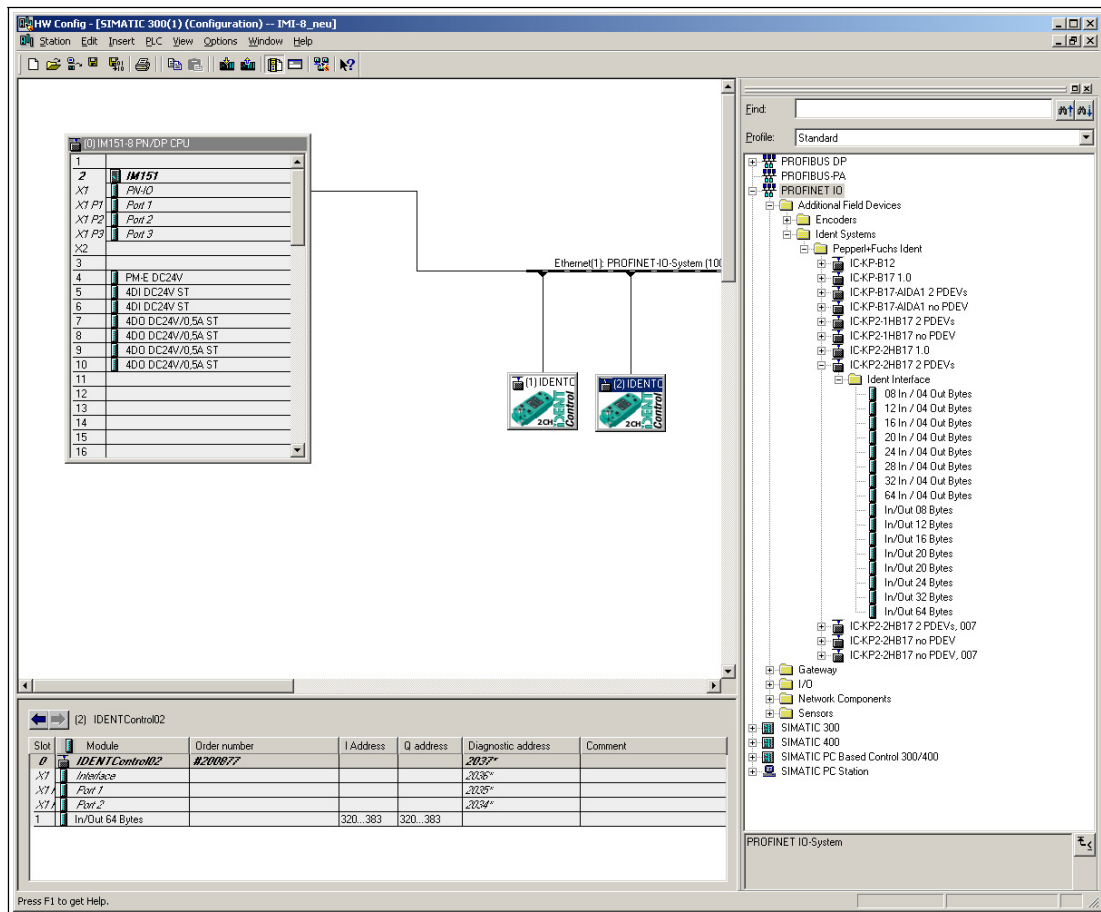 HW Config - [SIMATIC 300(1) (Configuration) -- IMI-8_neu]
Station Edit Insert PLC View Options Window Help
(0) IM151-8 PN/DP CPU
1
2 IM151
X1 PN-IO
X1 P1 Port 1
X1 P2 Port 2
X1 P3 Port 3
X2
3
4 PM-E DC24V
5 4DI DC24V ST
6 4DI DC24V ST
7 4DO DC24V/0,5A ST
8 4DO DC24V/0,5A ST
9 4DO DC24V/0,5A ST
10 4DO DC24V/0,5A ST
11
12
13
14
15
16
Ethernet(1): PROFINET-IO-System (100
(1) IDENTC
2CH
IDENT
Control
(2) IDENTC
2CH
IDENT
Control
Find:
Profile: Standard
PROFIBUS DP
PROFIBUS-PA
PROFINET IO
Additional Field Devices
Encoders
Ident Systems
Pepperl+Fuchs Ident
IC-KP-B12
IC-KP-B17 1.0
IC-KP-B17-AIDA1 2 PDEVs
IC-KP-B17-AIDA1 no PDEV
IC-KP2-1HB17 2 PDEVs
IC-KP2-1HB17 no PDEV
IC-KP2-2HB17 1.0
IC-KP2-2HB17 2 PDEVs
Ident Interface
08 In / 04 Out Bytes
12 In / 04 Out Bytes
16 In / 04 Out Bytes
20 In / 04 Out Bytes
24 In / 04 Out Bytes
28 In / 04 Out Bytes
32 In / 04 Out Bytes
64 In / 04 Out Bytes
In/Out 08 Bytes
In/Out 12 Bytes
In/Out 16 Bytes
In/Out 20 Bytes
In/Out 20 Bytes
In/Out 24 Bytes
In/Out 32 Bytes
In/Out 64 Bytes
IC-KP2-2HB17 2 PDEVs, 007
IC-KP2-2HB17 no PDEV
IC-KP2-2HB17 no PDEV, 007
Gateway
I/O
Network Components
Sensors
SIMATIC 300
SIMATIC 400
SIMATIC PC Based Control 300/400
SIMATIC PC Station
PROFINET IO-System
(2) IDENTControl02
Slot Module Order number I Address Q address Diagnostic address Comment
0 IDENTControl02 #200877 2037*
X1 Interface 2036*
X1 Port 1 2035*
X1 Port 2 2034*
1 In/Out 64 Bytes 320...383 320...383
Press F1 to get Help.